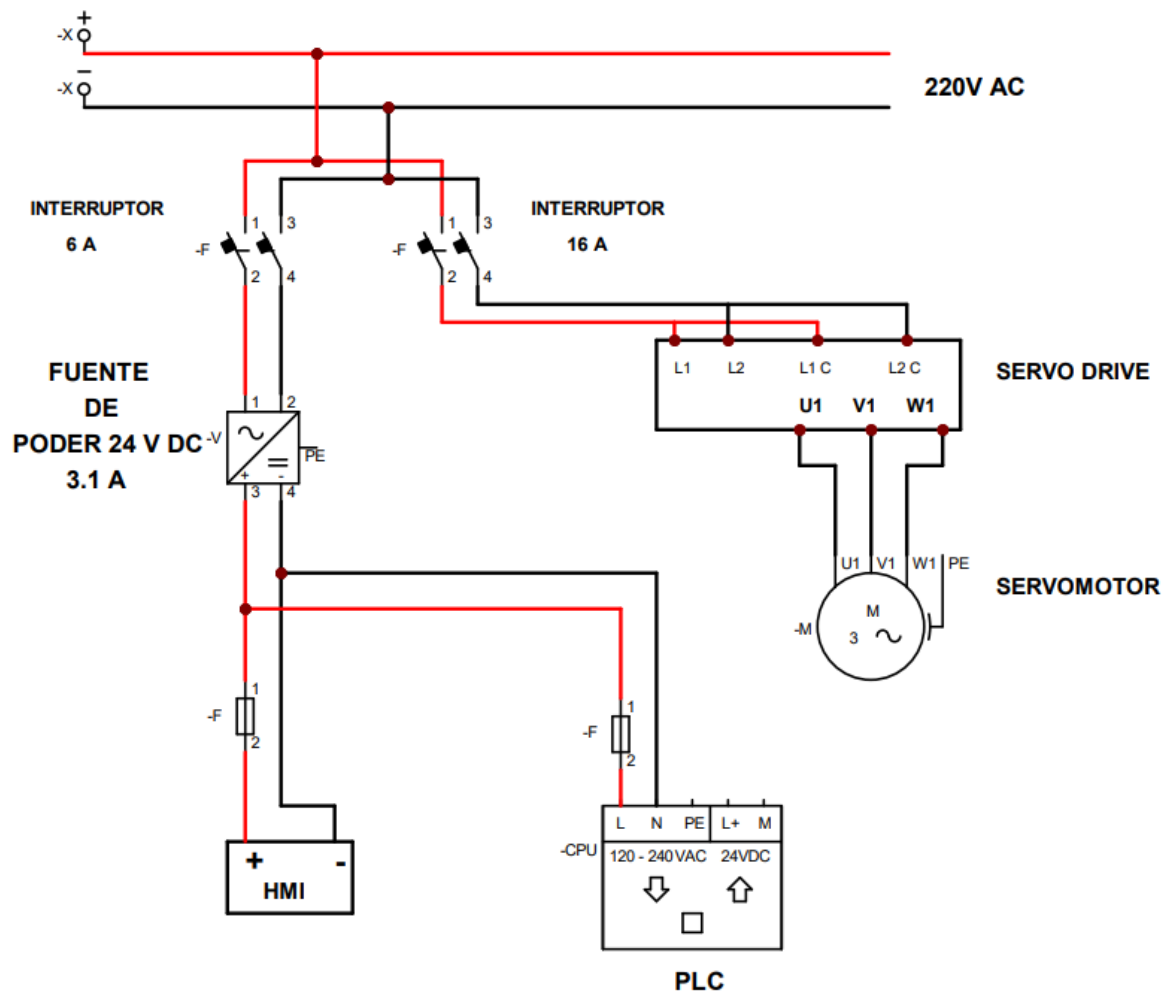 +
-X
−
-X
220V AC
INTERRUPTOR
6 A
-F
1
3
2
4
INTERRUPTOR
16 A
-F
1
3
2
4
L1
L2
L1 C
L2 C
U1
V1
W1
SERVO DRIVE
FUENTE
DE
PODER 24 V DC
3.1 A
-V
1
2
PE
+
-
3
4
U1
V1
W1
PE
-M
M
3
SERVOMOTOR
-F
1
2
-F
1
2
+
-
HMI
L
N
PE
L+
M
-CPU
120 - 240 VAC
24VDC
PLC